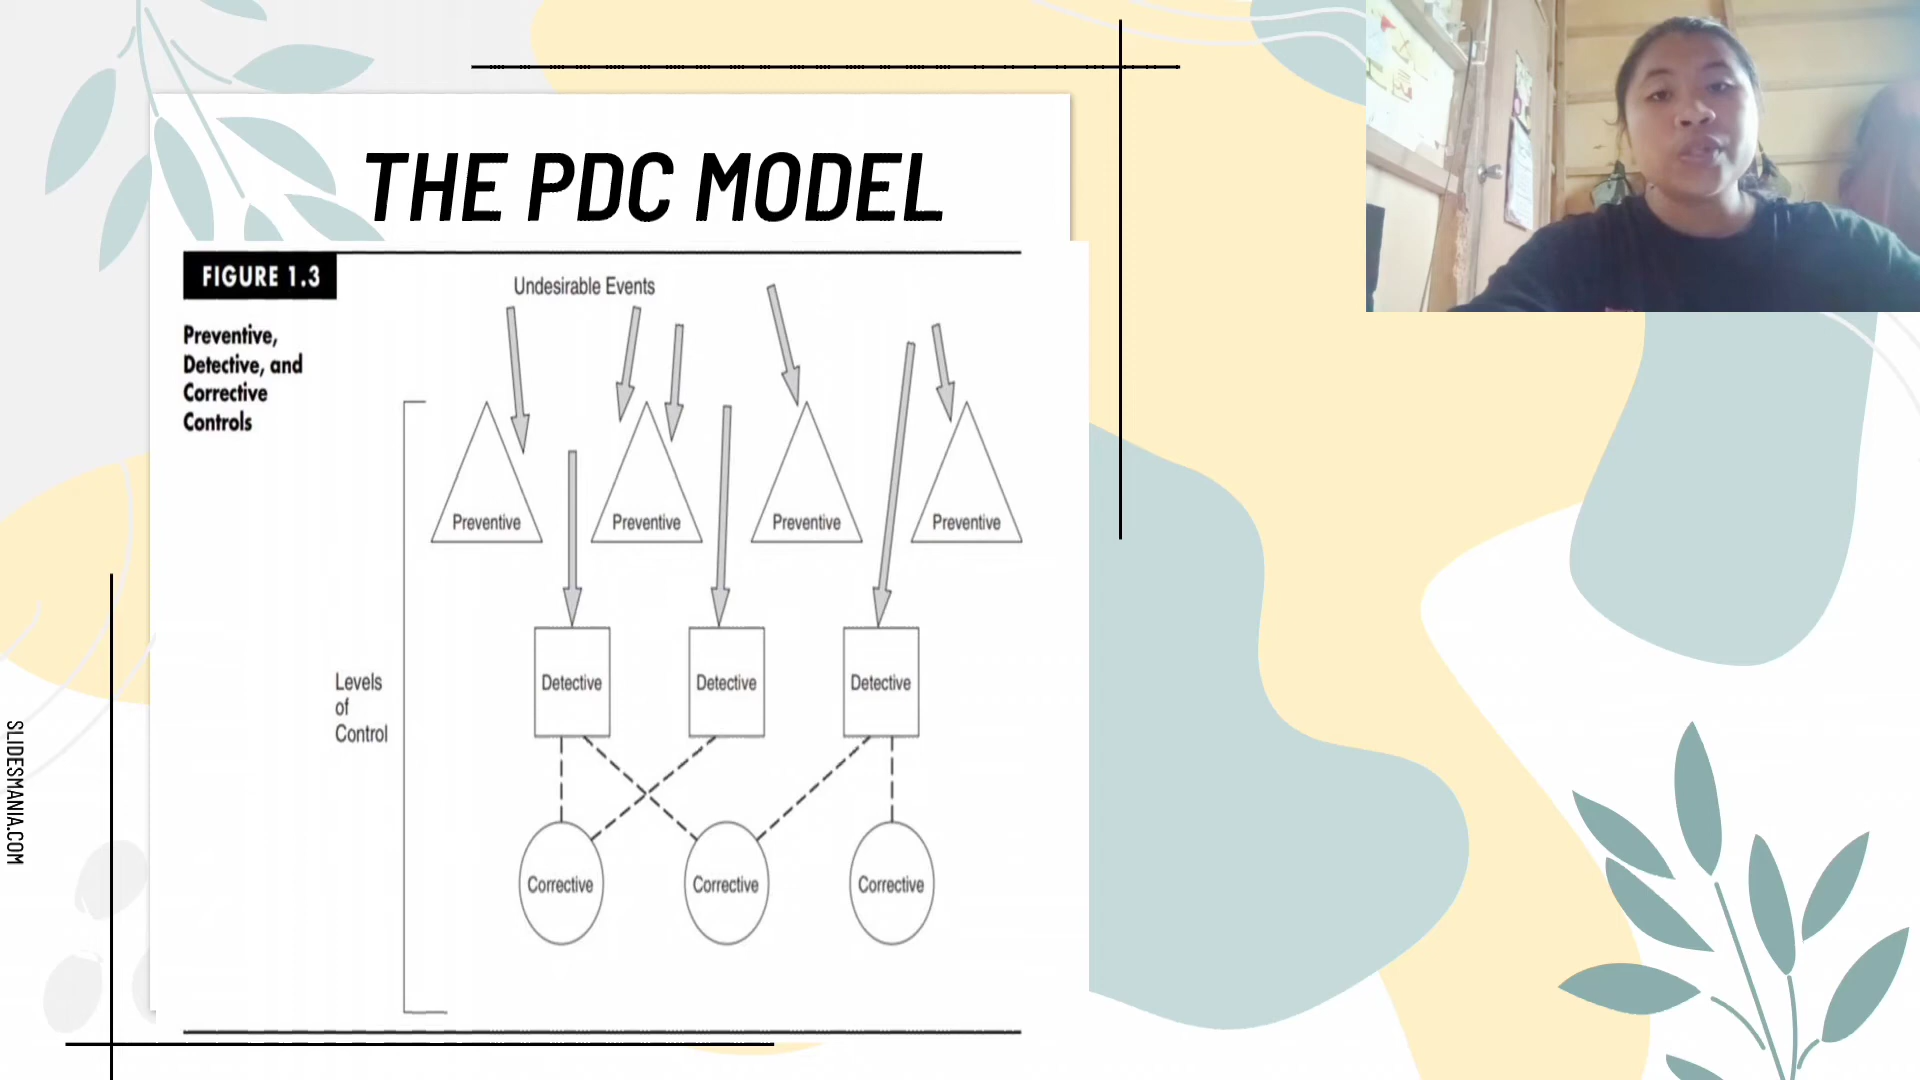 THE PDC MODEL
FIGURE 1.3
Preventive,
Detective, and
Corrective
Controls
Undesirable Events
Preventive
Preventive
Preventive
Preventive
Levels
of
Control
Detective
Detective
Detective
Corrective
Corrective
Corrective
SLIDESMANIA.COM